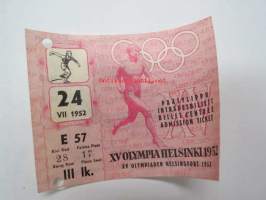 24
VII 1952
PÄÄSYLIPPU
INTRÄDESBILJETT
BILLET D'ENTRÉE
ADMISSION TICKET
XV
E 57
28 17
III lk.
XV OLYMPIA HELSINKI 1952
XV OLYMPIADEN HELSINGFORS 1952